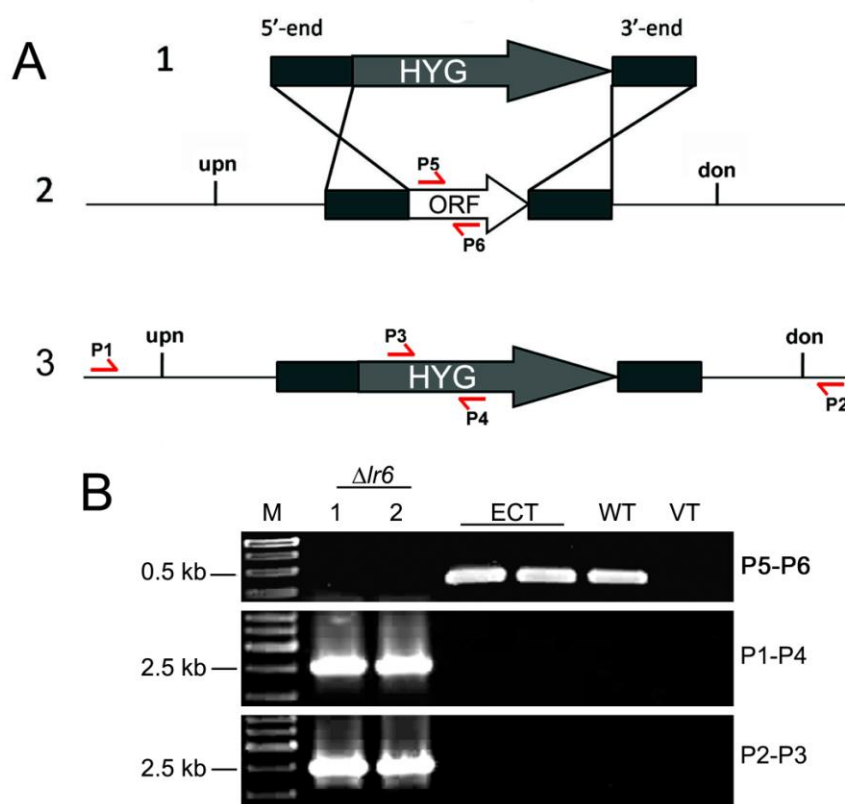 A
1
5'-end
3'-end
HYG
2
upn
P5
ORF
P6
don
3
P1
upn
P3
HYG
P4
don
P2
B
Δlr6
M 1 2 ECT WT VT
0.5 kb P5-P6
2.5 kb P1-P4
2.5 kb P2-P3